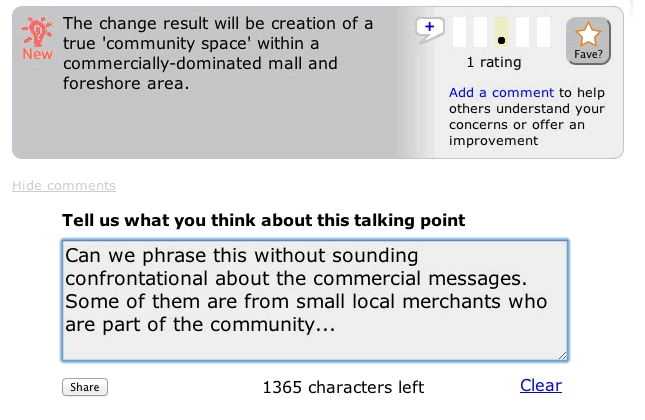 The change result will be creation of a
true 'community space' within a
commercially-dominated mall and
foreshore area.
New
+
1 rating
Fave?
Add a comment to help
others understand your
concerns or offer an
improvement
Hide comments
Tell us what you think about this talking point
Can we phrase this without sounding
confrontational about the commercial messages.
Some of them are from small local merchants who
are part of the community...
Share
1365 characters left
Clear